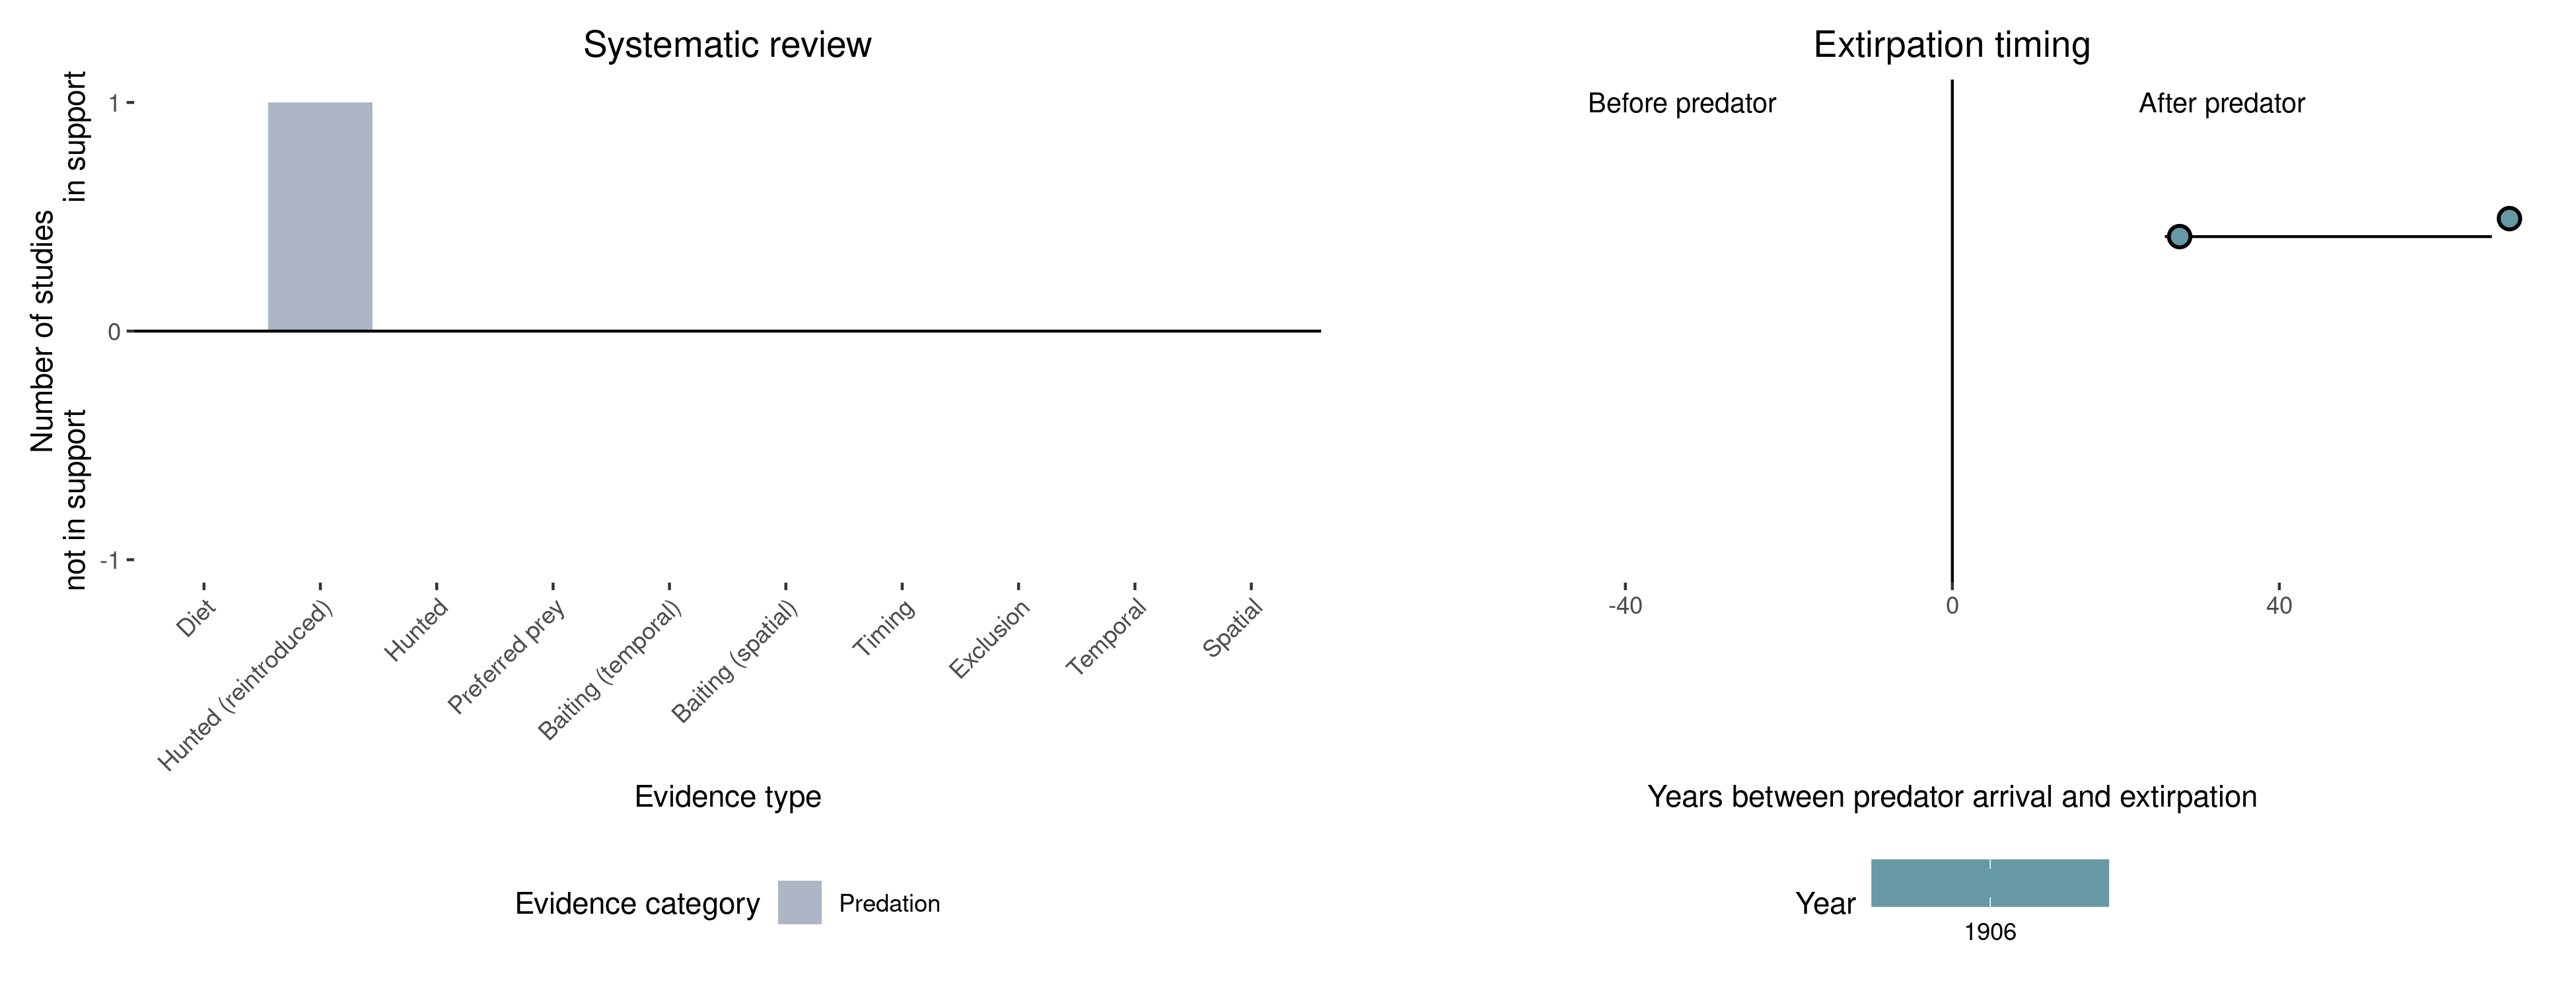 Systematic review
Number of studies
not in support
in support
1
0
-1
Diet
Hunted (reintroduced)
Hunted
Preferred prey
Baiting (temporal)
Baiting (spatial)
Timing
Exclusion
Temporal
Spatial
Evidence type
Evidence category
Predation
Extirpation timing
Before predator
After predator
-40
0
40
Years between predator arrival and extirpation
Year
1906